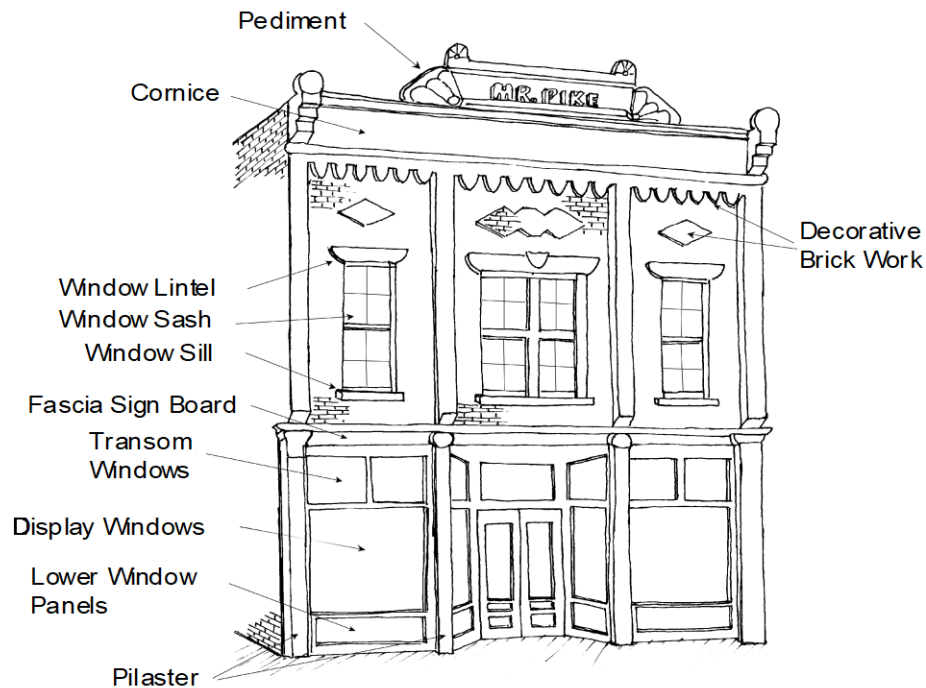 Pediment
Cornice
MR. PIKE
Decorative
Brick Work
Window Lintel
Window Sash
Window Sill
Fascia Sign Board
Transom
Windows
Display Windows
Lower Window
Panels
Pilaster